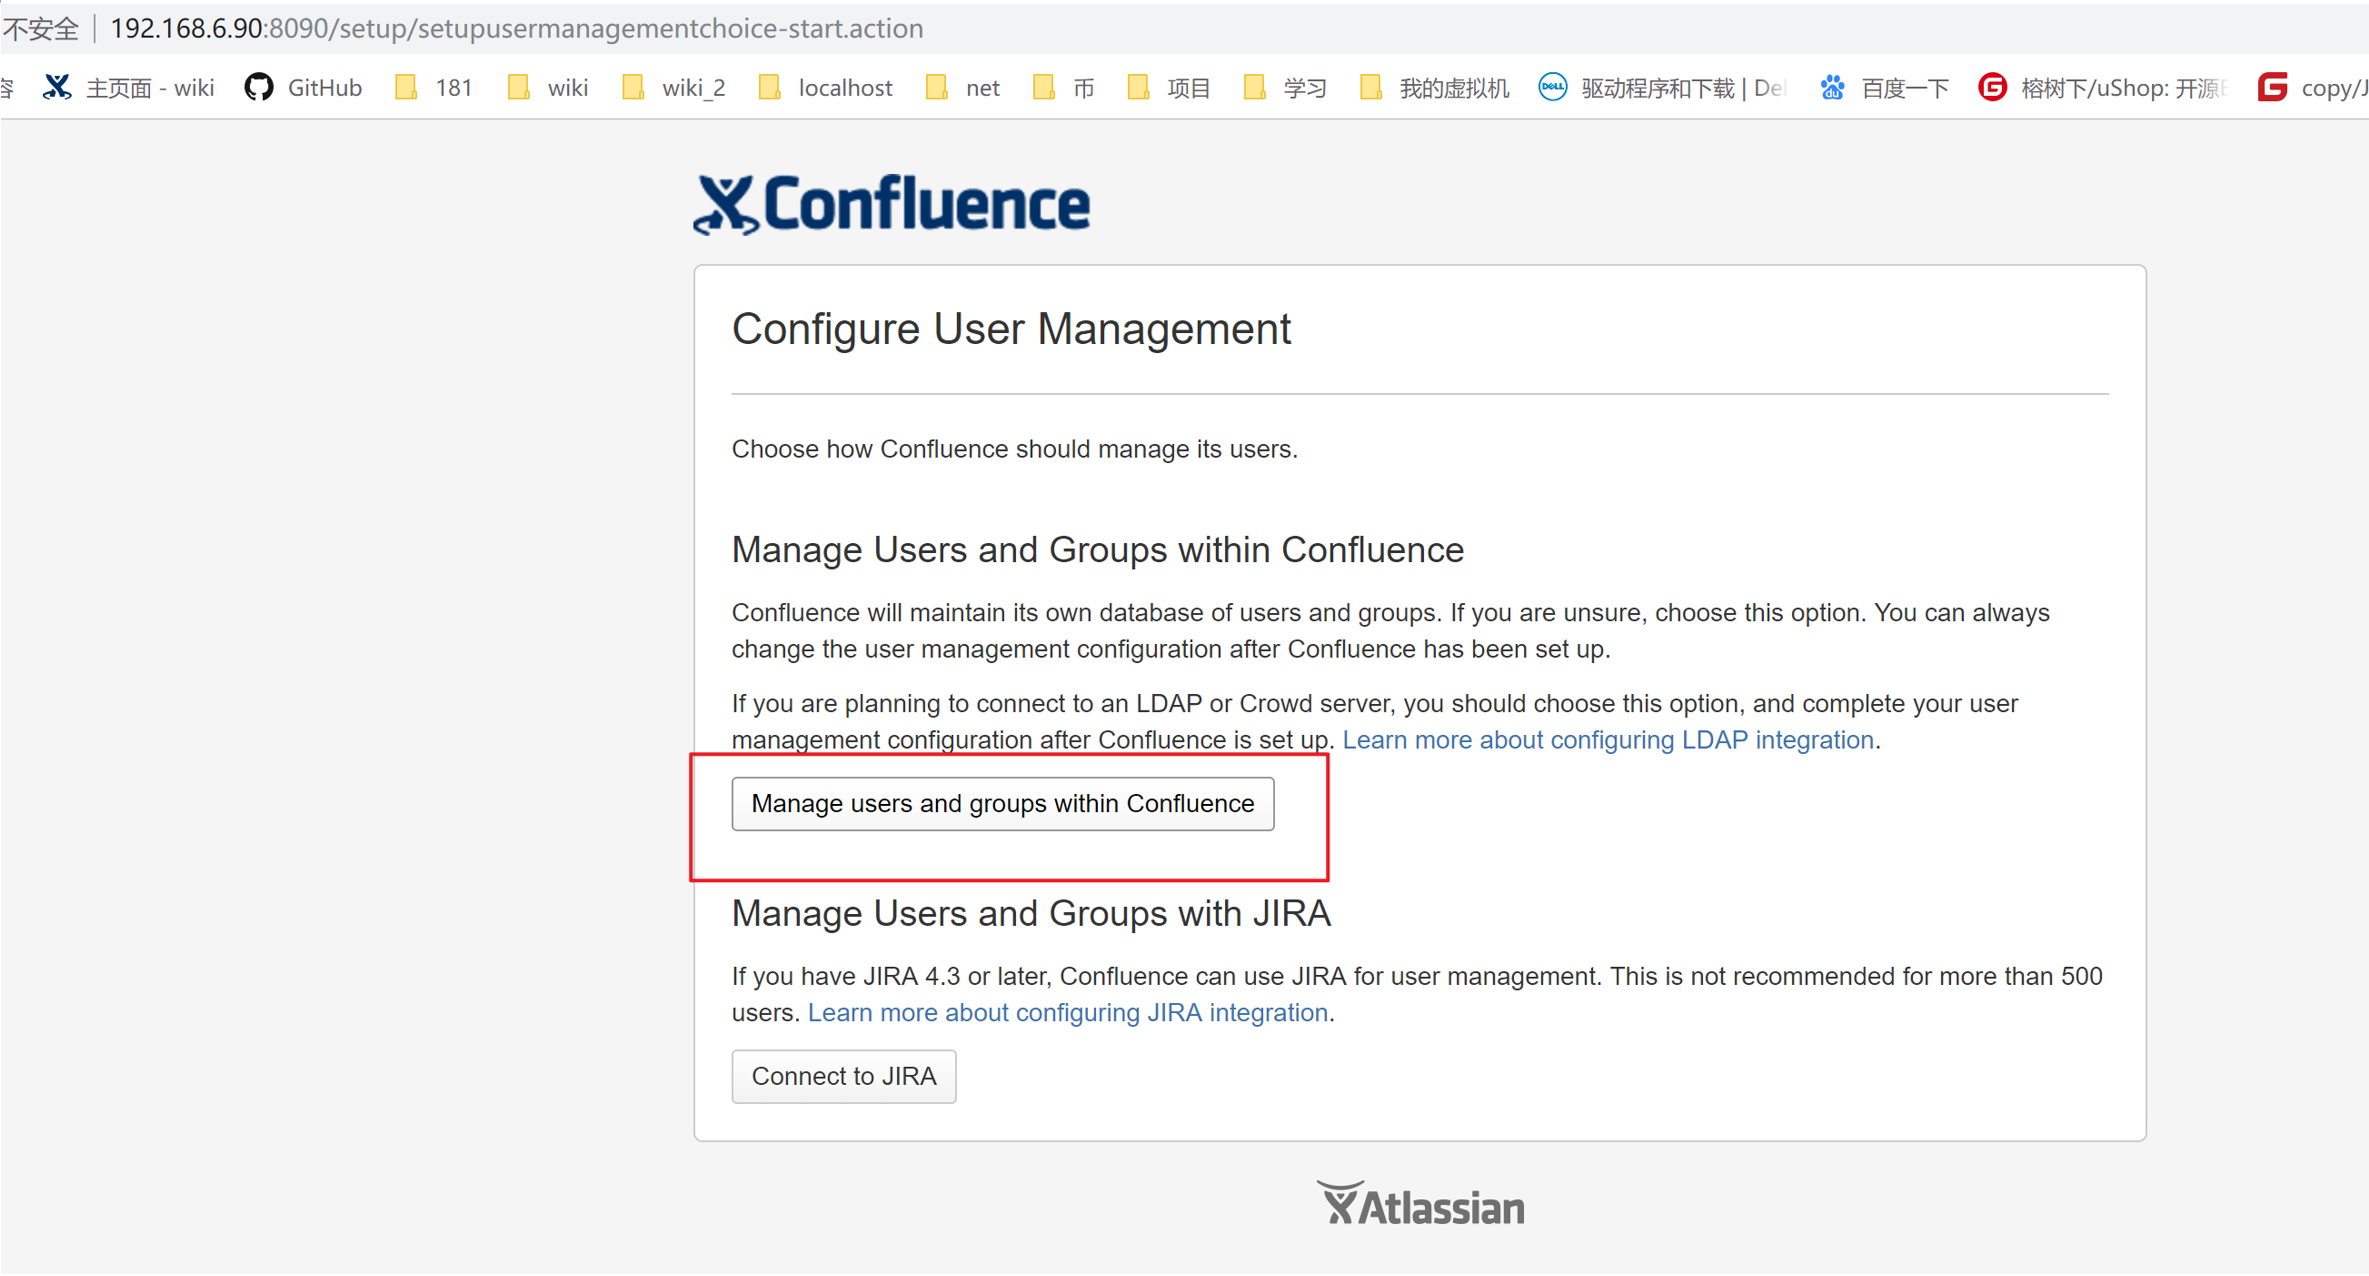 不安全 | 192.168.6.90:8090/setup/setupusermanagementchoice-start.action
主页面 - wiki GitHub 181 wiki wiki_2 localhost net 币 项目 学习 我的虚拟机 驱动程序和下载 | De 百度一下 榕树下/uShop: 开源 copy/J
Confluence
Configure User Management
Choose how Confluence should manage its users.
Manage Users and Groups within Confluence
Confluence will maintain its own database of users and groups. If you are unsure, choose this option. You can always
change the user management configuration after Confluence has been set up.
If you are planning to connect to an LDAP or Crowd server, you should choose this option, and complete your user
management configuration after Confluence is set up. Learn more about configuring LDAP integration.
Manage users and groups within Confluence
Manage Users and Groups with JIRA
If you have JIRA 4.3 or later, Confluence can use JIRA for user management. This is not recommended for more than 500
users. Learn more about configuring JIRA integration.
Connect to JIRA
Atlassian